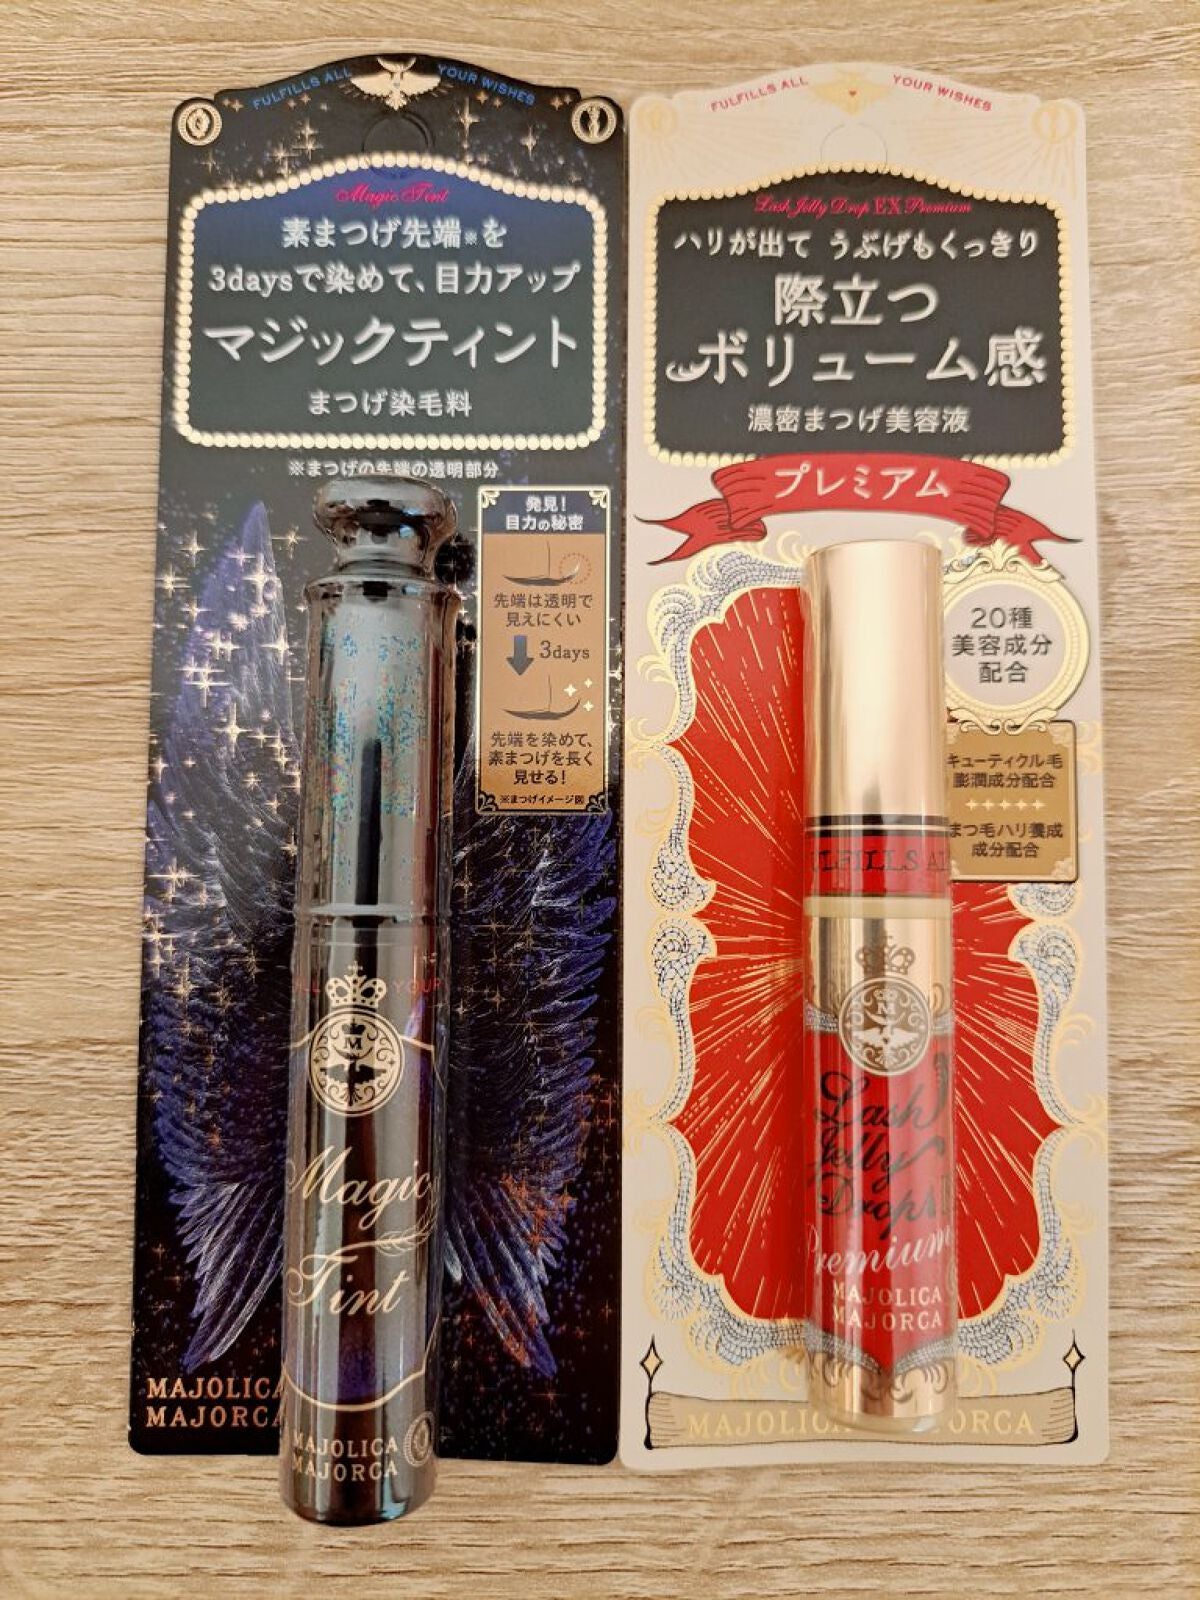 FULFILLS ALL YOUR WISHES
Magic Tint
素まつげ先端※を
3daysで染めて、目力アップ
マジックティント
まつげ染毛料
※まつげの先端の透明部分
発見!
目力の秘密
先端は透明で
見えにくい
3days
先端を染めて、
素まつげを長く
見せる!
※まつげイメージ図
YOUR
M
Magic
Tint
MAJOLICA
MAJORCA
MAJOLICA
MAJORCA
FULFILLS ALL YOUR WISHES
Lash Jelly Drop EX Premium
ハリが出て うぶげもくっきり
際立つ
ボリューム感
濃密まつげ美容液
プレミアム
20種
美容成分
配合
キューティクル毛
膨潤成分配合
まつ毛ハリ養成
成分配合
FILLS
M
Lash
Jelly
Drops
Premium
MAJOLICA
MAJORCA
MAJOLICA
ORCA